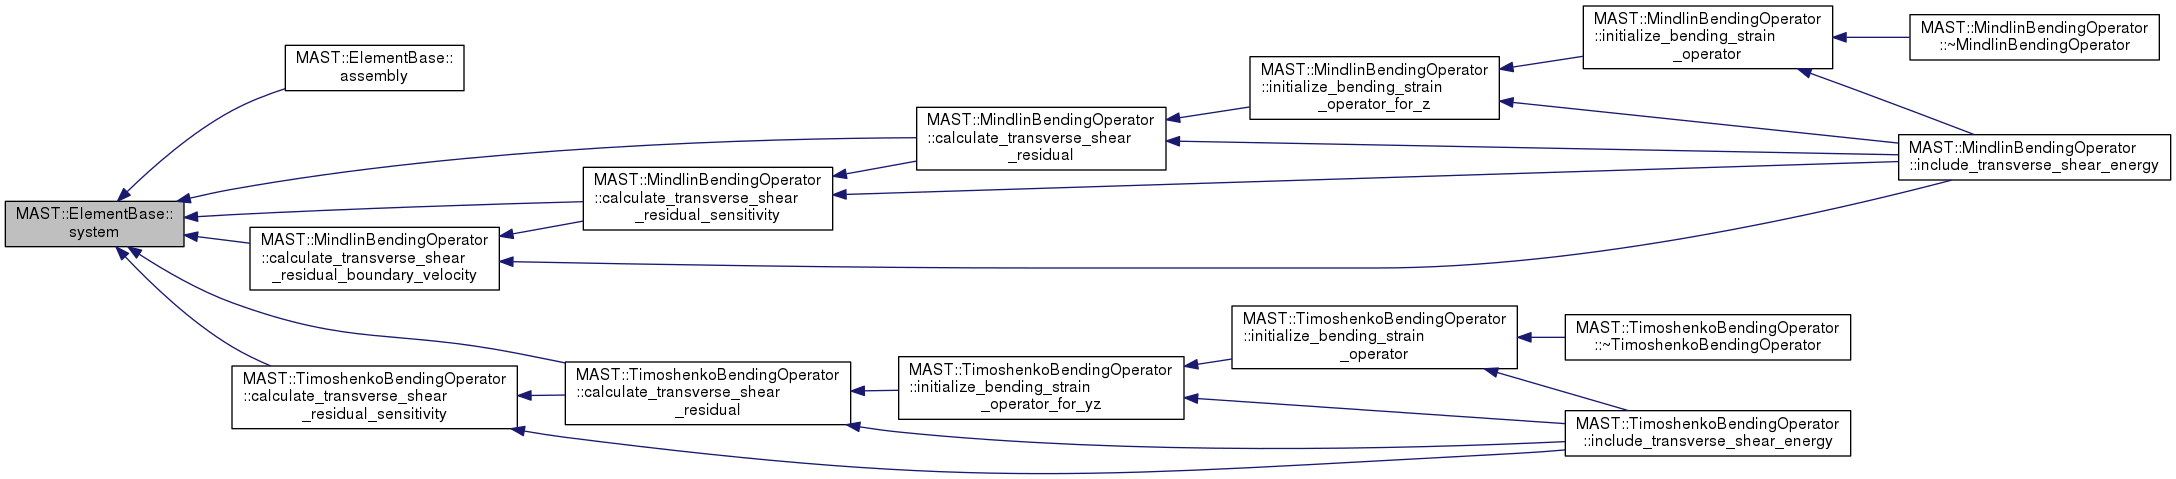 MAST::ElementBase::
system
MAST::ElementBase::
assembly
MAST::MindlinBendingOperator
::calculate_transverse_shear
_residual
MAST::MindlinBendingOperator
::initialize_bending_strain
_operator_for_z
MAST::MindlinBendingOperator
::initialize_bending_strain
_operator
MAST::MindlinBendingOperator
::~MindlinBendingOperator
MAST::MindlinBendingOperator
::include_transverse_shear_energy
MAST::MindlinBendingOperator
::calculate_transverse_shear
_residual_sensitivity
MAST::MindlinBendingOperator
::calculate_transverse_shear
_residual_boundary_velocity
MAST::TimoshenkoBendingOperator
::calculate_transverse_shear
_residual_sensitivity
MAST::TimoshenkoBendingOperator
::calculate_transverse_shear
_residual
MAST::TimoshenkoBendingOperator
::initialize_bending_strain
_operator_for_yz
MAST::TimoshenkoBendingOperator
::initialize_bending_strain
_operator
MAST::TimoshenkoBendingOperator
::~TimoshenkoBendingOperator
MAST::TimoshenkoBendingOperator
::include_transverse_shear_energy